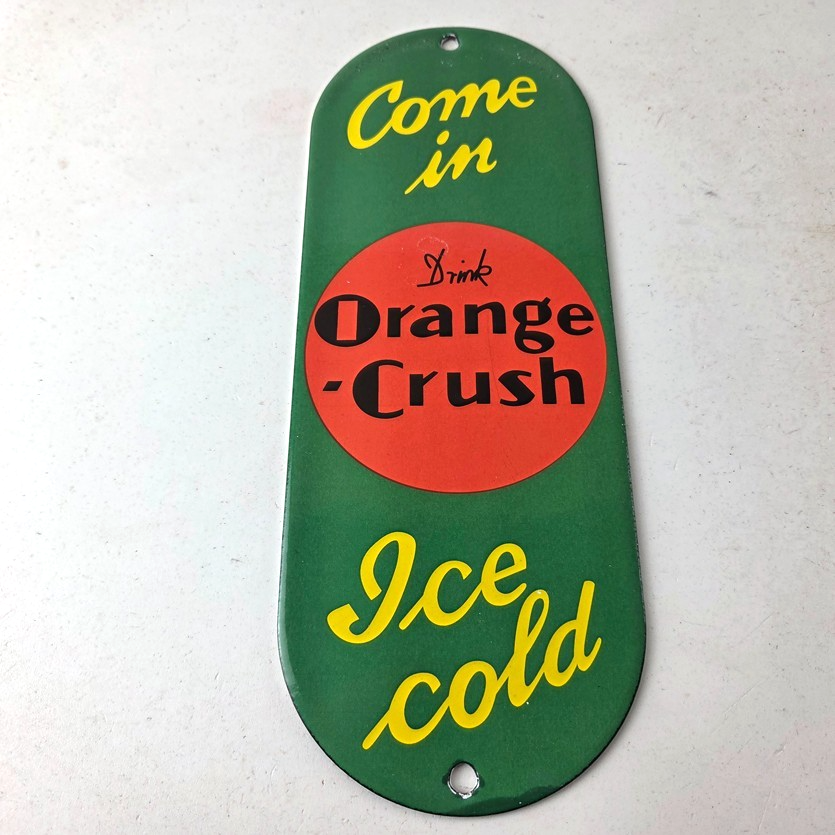 Come
in
Drink
Orange
-Crush
Ice
cold